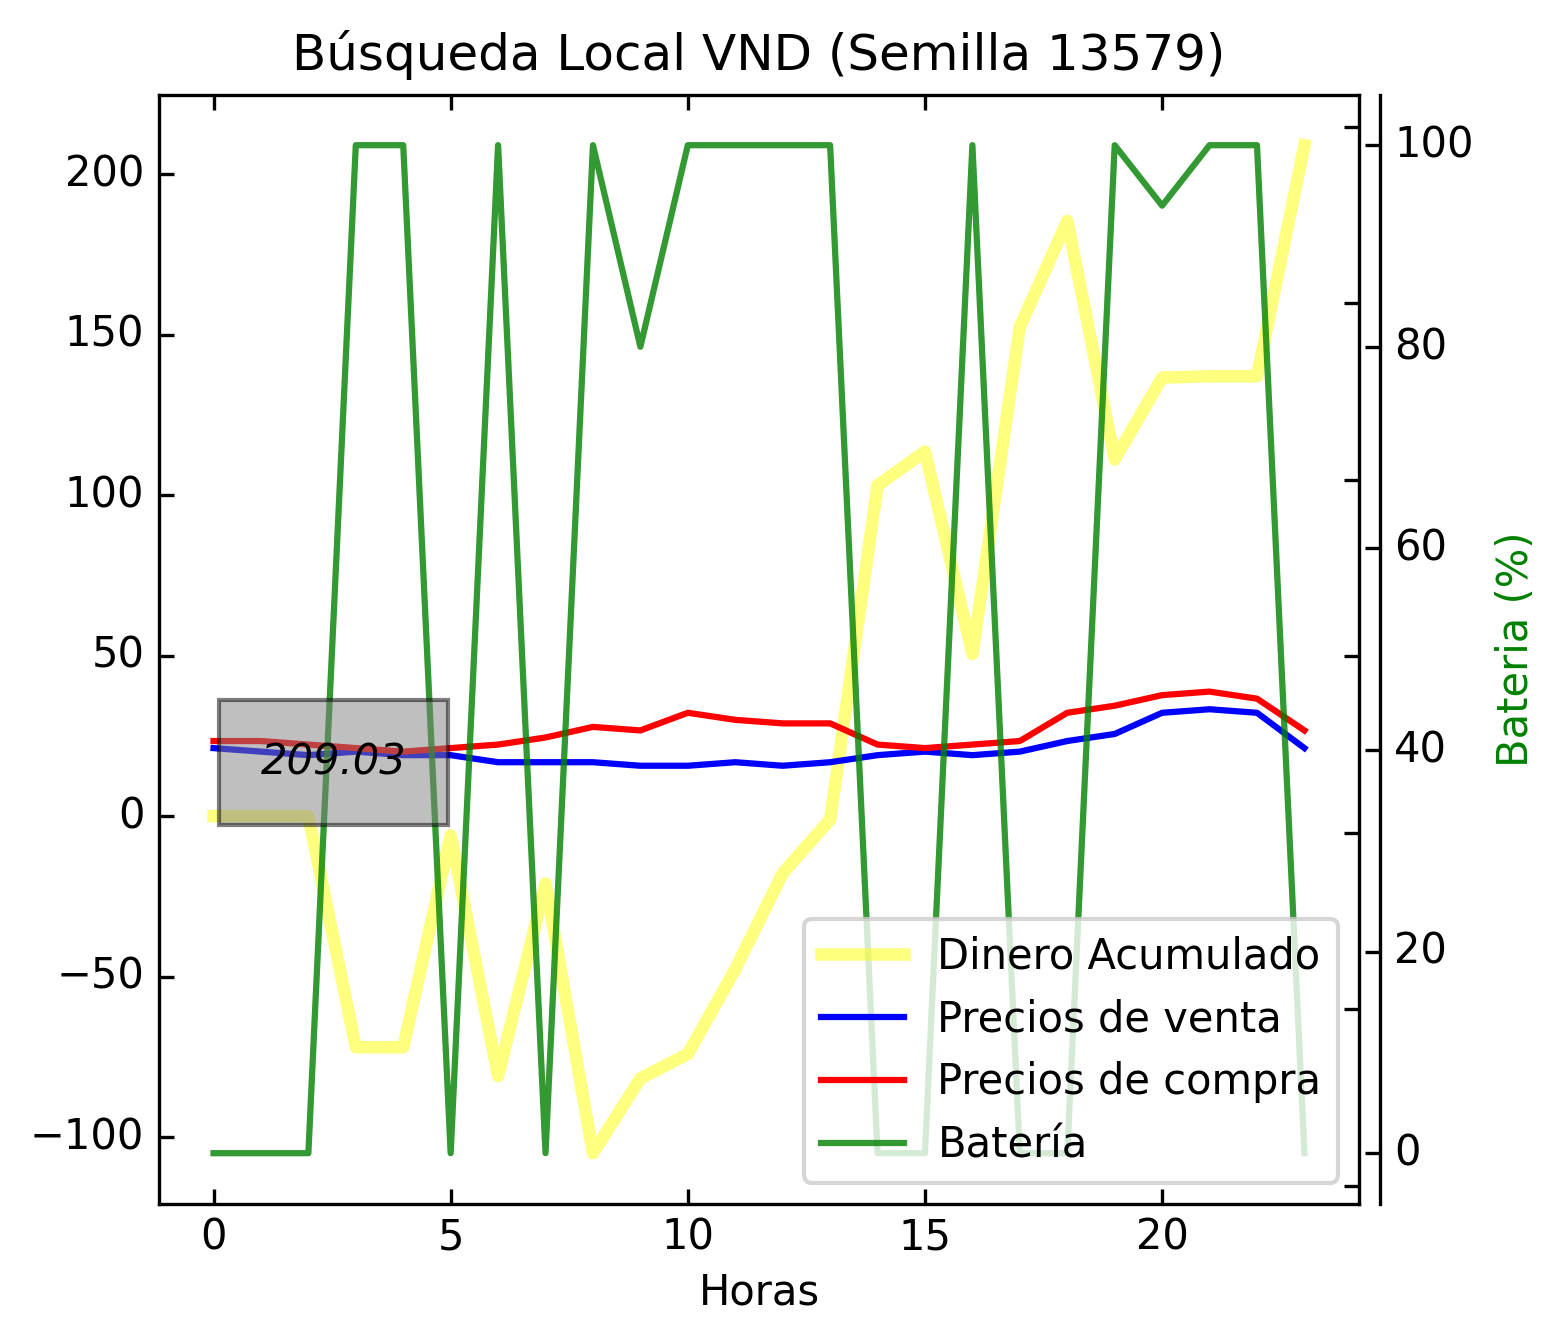 Búsqueda Local VND (Semilla 13579)
200
150
100
50
0
−50
−100
100
80
60
40
20
0
Bateria (%)
209.03
Dinero Acumulado
Precios de venta
Precios de compra
Batería
0 5 10 15 20
Horas